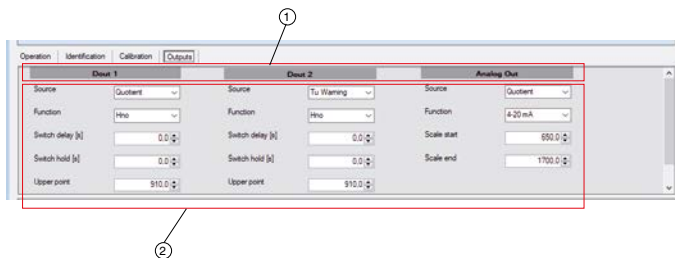 1
Operation Identification Calibration Outputs
Dout 1 Dout 2 Analog Out
Source Quotient Source Tu Warning Source Quotient
Function Hno Function Hno Function 4-20 mA
Switch delay [s] 0.0 Switch delay [s] 0.0 Scale start 650.0
Switch hold [s] 0.0 Switch hold [s] 0.0 Scale end 1700.0
Upper point 910.0 Upper point 910.0
2